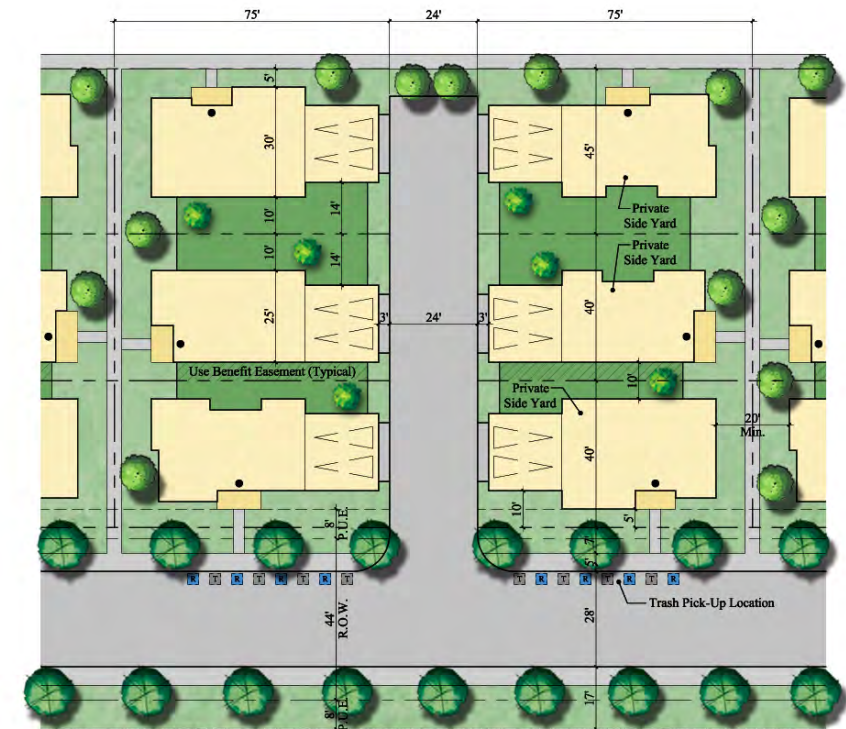 75'
24'
75'
5'
30'
45'
14'
10'
Private
Side Yard
10'
14'
Private
Side Yard
25'
3'
24'
3'
40'
Use Benefit Easement (Typical)
10'
Private
Side Yard
20'
Min.
40'
10'
5'
8'
P.U.E.
7'
5'
R T R T R T R T
T R T R T R T R
Trash Pick-Up Location
44'
R.O.W.
28'
8'
P.U.E.
17'